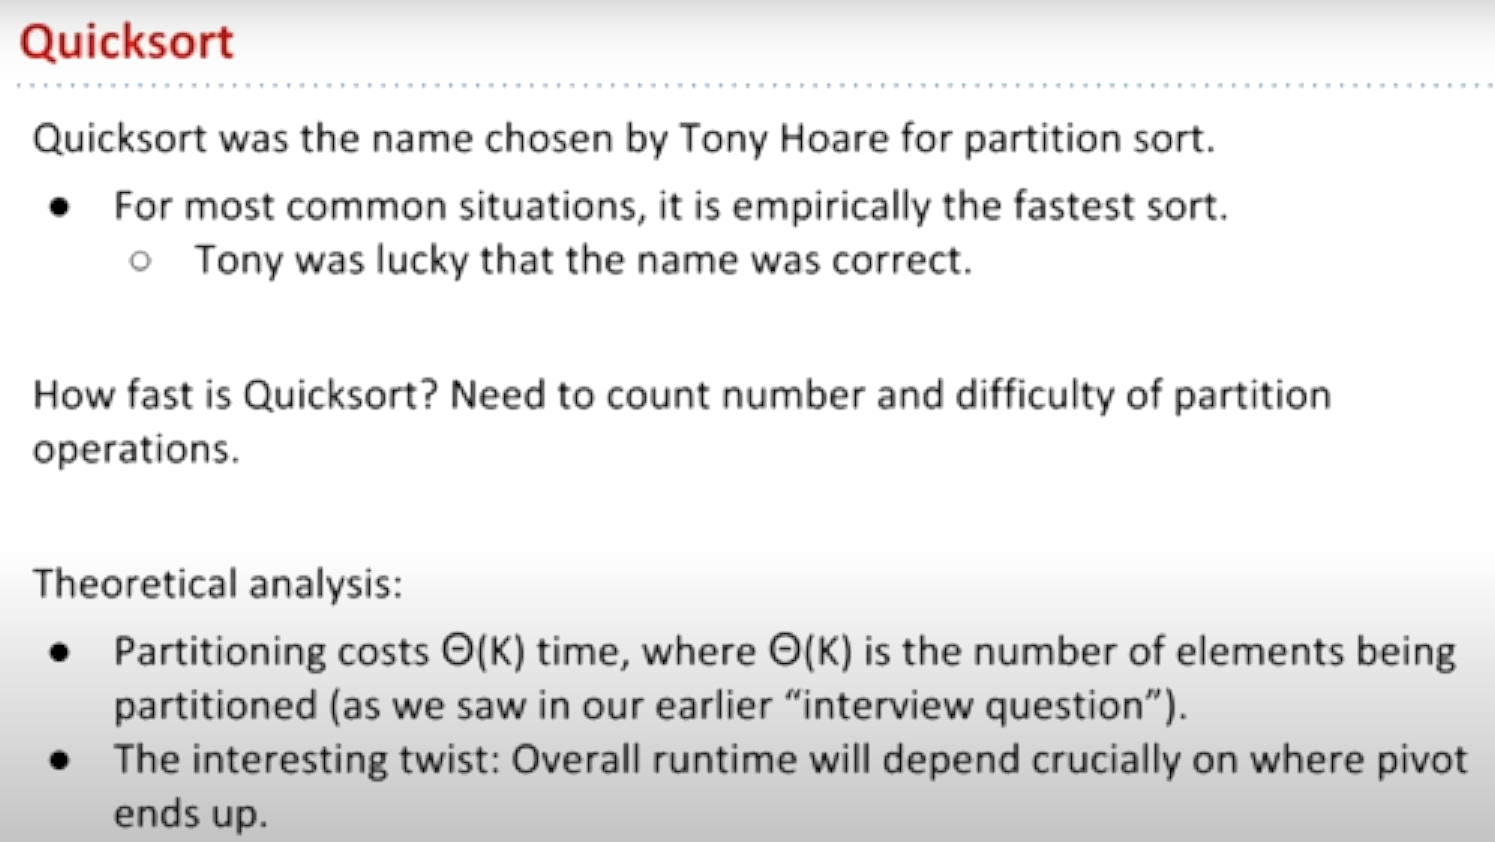 Quicksort
Quicksort was the name chosen by Tony Hoare for partition sort.
● For most common situations, it is empirically the fastest sort.
○ Tony was lucky that the name was correct.
How fast is Quicksort? Need to count number and difficulty of partition
operations.
Theoretical analysis:
● Partitioning costs Θ(K) time, where Θ(K) is the number of elements being
partitioned (as we saw in our earlier “interview question”).
● The interesting twist: Overall runtime will depend crucially on where pivot
ends up.